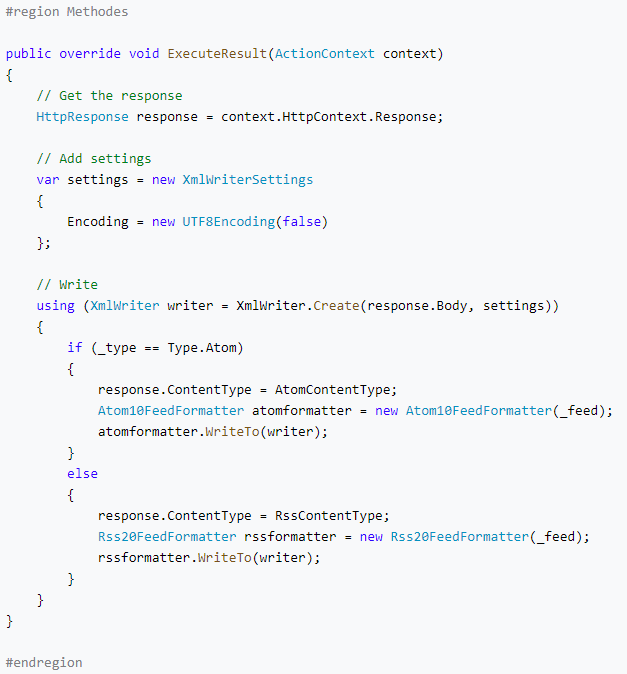 #region Methodes
public override void ExecuteResult(ActionContext context)
{
    // Get the response
    HttpResponse response = context.HttpContext.Response;
    // Add settings
    var settings = new XmlWriterSettings
    {
        Encoding = new UTF8Encoding(false)
    };
    // Write
    using (XmlWriter writer = XmlWriter.Create(response.Body, settings))
    {
        if (_type == Type.Atom)
        {
            response.ContentType = AtomContentType;
            Atom10FeedFormatter atomformatter = new Atom10FeedFormatter(_feed);
            atomformatter.WriteTo(writer);
        }
        else
        {
            response.ContentType = RssContentType;
            Rss20FeedFormatter rssformatter = new Rss20FeedFormatter(_feed);
            rssformatter.WriteTo(writer);
        }
    }
}
#endregion